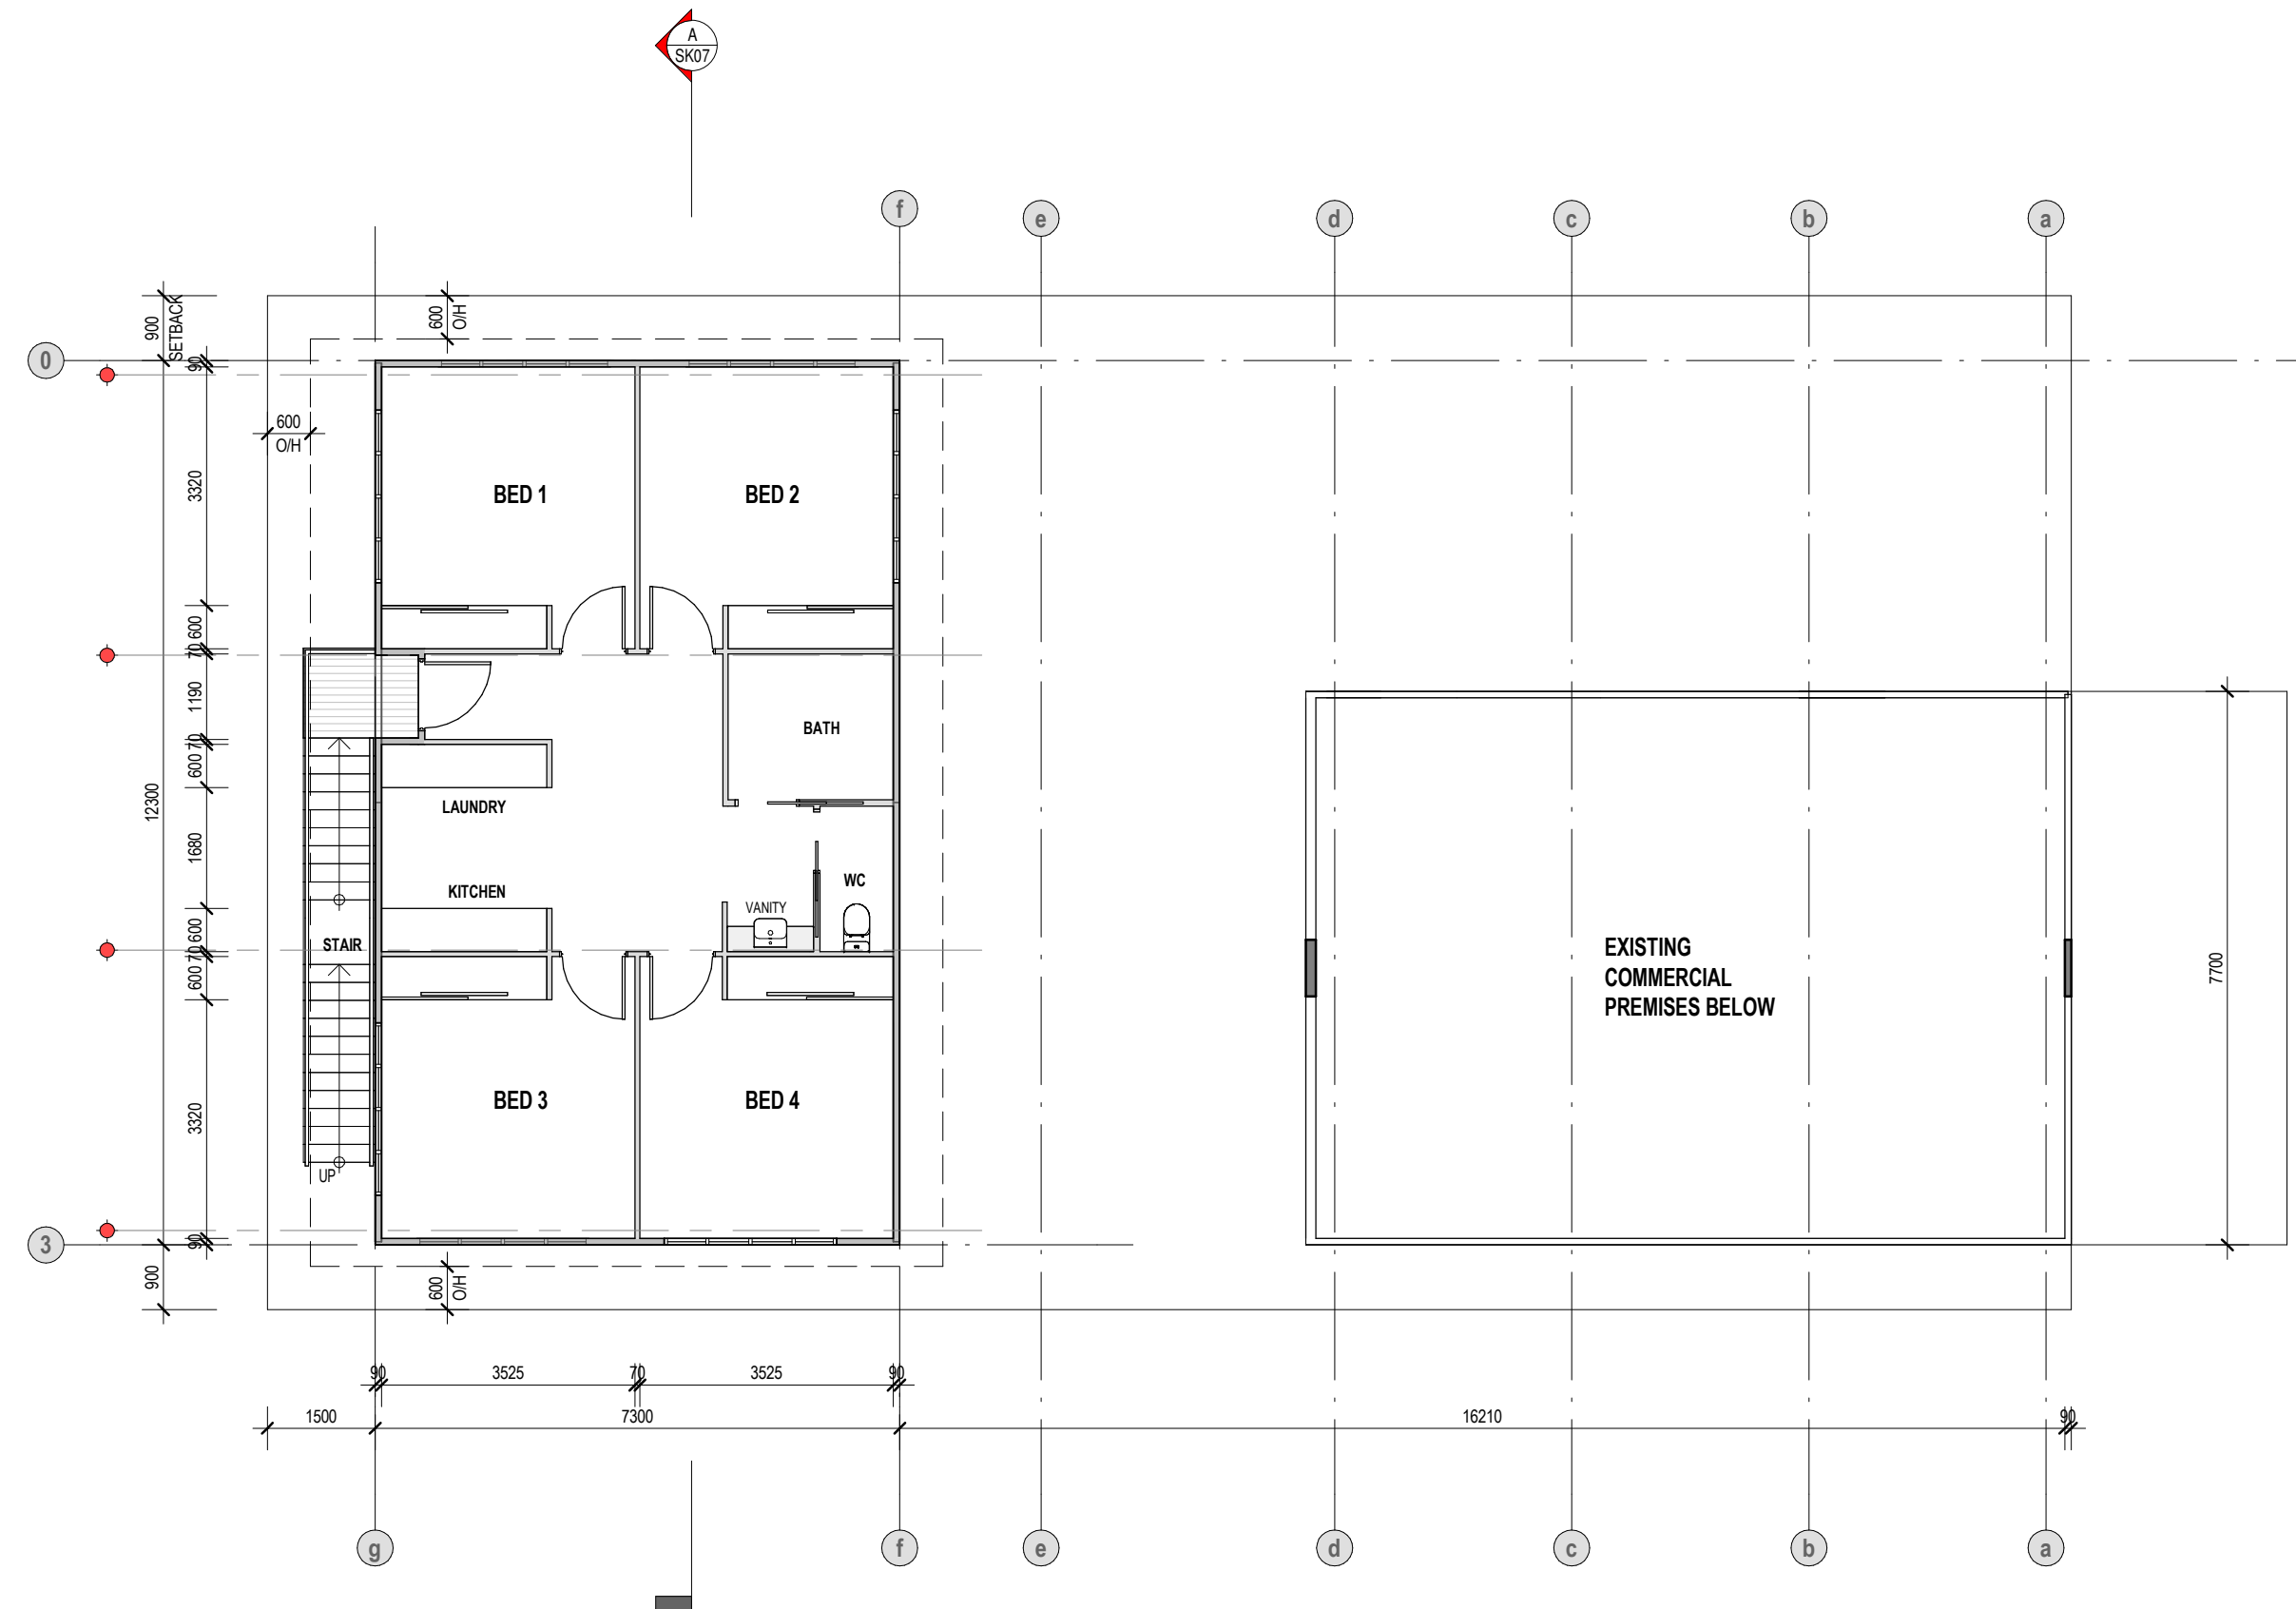 A
SK07
f
e
d
c
b
a
900
SETBACK
600
O/H
0
90
600
O/H
3320
BED 1
BED 2
600
70
1190
BATH
70
600
12300
LAUNDRY
1680
KITCHEN
WC
VANITY
600
STAIR
70
600
EXISTING
COMMERCIAL
PREMISES BELOW
7700
3320
BED 3
BED 4
UP
3
90
900
600
O/H
90
3525
70
3525
90
1500
7300
16210
90
g
f
e
d
c
b
a